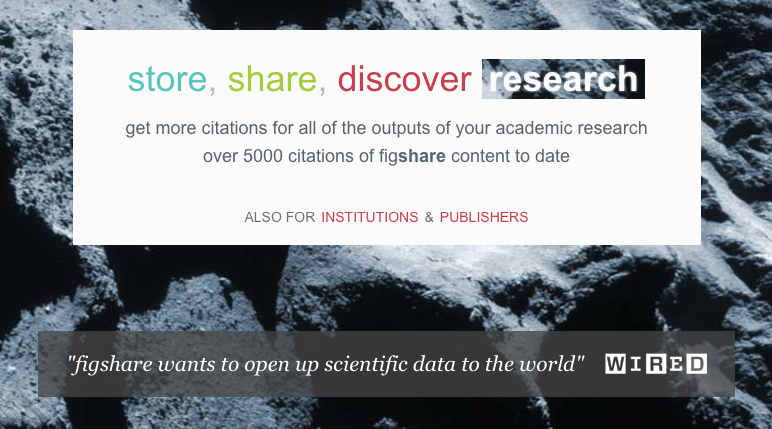 store, share, discover research
get more citations for all of the outputs of your academic research
over 5000 citations of figshare content to date
ALSO FOR INSTITUTIONS & PUBLISHERS
"figshare wants to open up scientific data to the world" WIRED